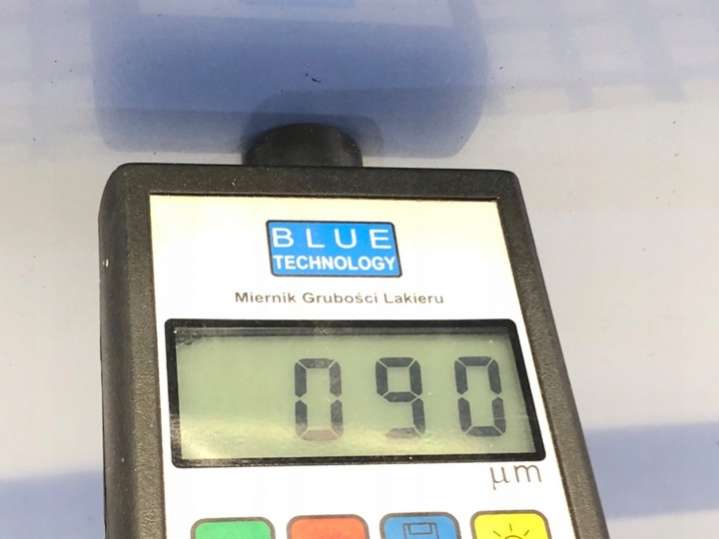 BLUE
TECHNOLOGY
Miernik Grubości Lakieru
090
µm